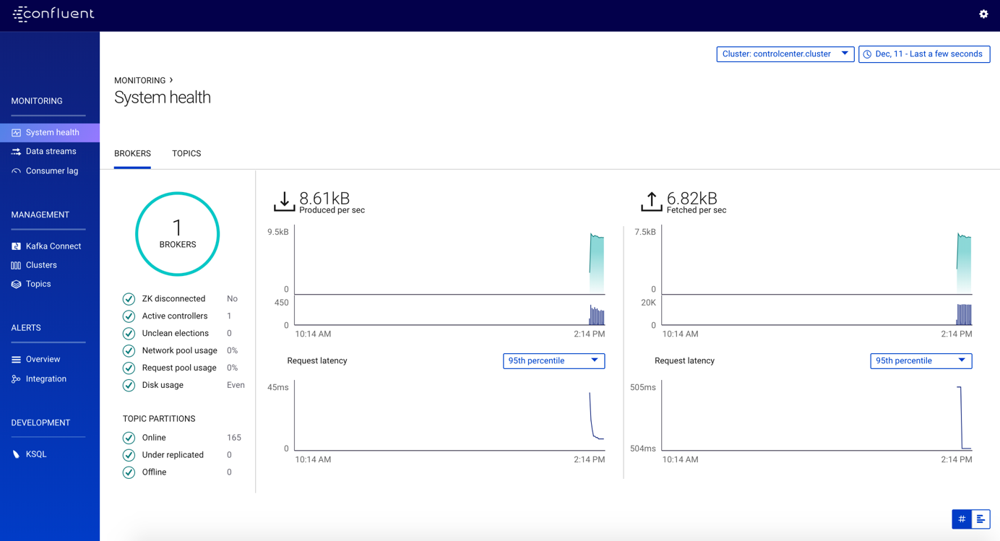 confluent
Cluster: controlcenter.cluster
Dec, 11 - Last a few seconds
MONITORING
System health
Data streams
Consumer lag
MANAGEMENT
Kafka Connect
Clusters
Topics
ALERTS
Overview
Integration
DEVELOPMENT
KSQL
MONITORING ›
System health
BROKERS TOPICS
1
BROKERS
ZK disconnected No
Active controllers 1
Unclean elections 0
Network pool usage 0%
Request pool usage 0%
Disk usage Even
TOPIC PARTITIONS
Online 165
Under replicated 0
Offline 0
8.61kB
Produced per sec
9.5kB
0
450
0
10:14 AM 2:14 PM
Request latency 95th percentile
45ms
0
10:14 AM 2:14 PM
6.82kB
Fetched per sec
7.5kB
0
20K
0
10:14 AM 2:14 PM
Request latency 95th percentile
505ms
504ms
10:14 AM 2:14 PM
#